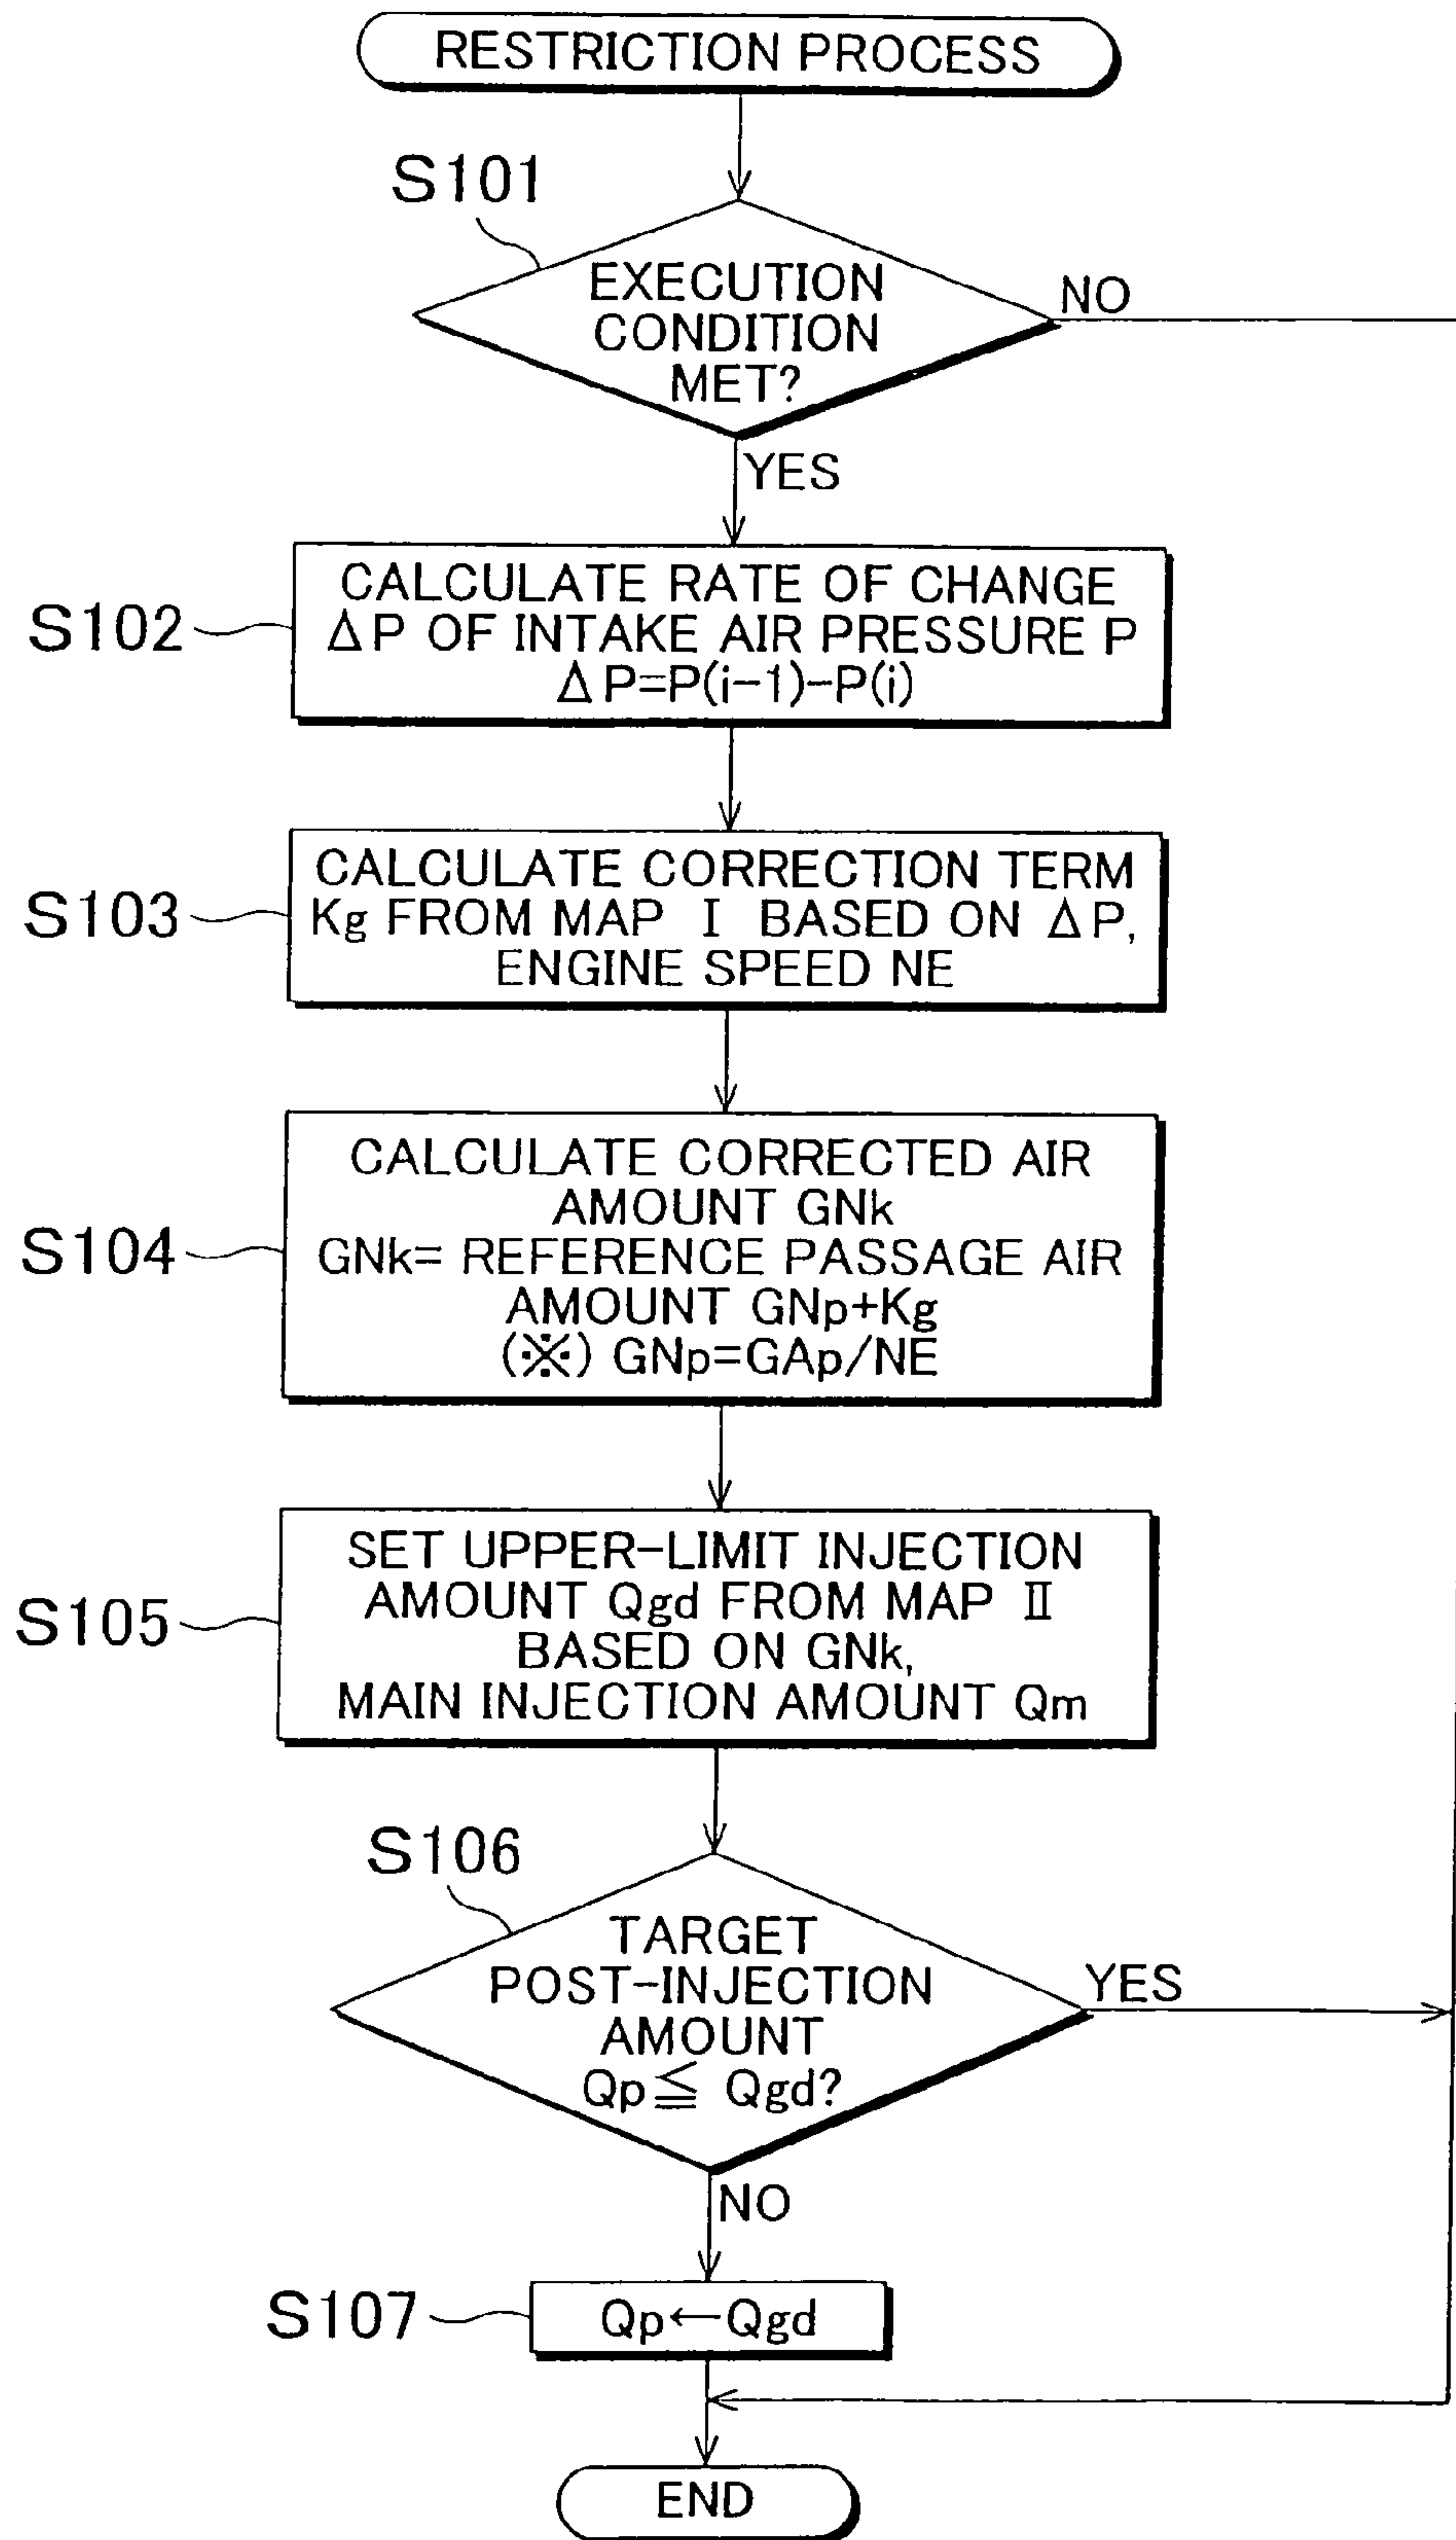 RESTRICTION PROCESS
S101
EXECUTION
CONDITION
MET?
NO
YES
S102
CALCULATE RATE OF CHANGE
ΔP OF INTAKE AIR PRESSURE P
ΔP=P(i-1)-P(i)
S103
CALCULATE CORRECTION TERM
Kg FROM MAP Ⅰ BASED ON ΔP,
ENGINE SPEED NE
S104
CALCULATE CORRECTED AIR
AMOUNT GNk
GNk= REFERENCE PASSAGE AIR
AMOUNT GNp+Kg
(※) GNp=GAp/NE
S105
SET UPPER-LIMIT INJECTION
AMOUNT Qgd FROM MAP Ⅱ
BASED ON GNk,
MAIN INJECTION AMOUNT Qm
S106
TARGET
POST-INJECTION
AMOUNT
Qp≦ Qgd?
YES
NO
S107
Qp←Qgd
END